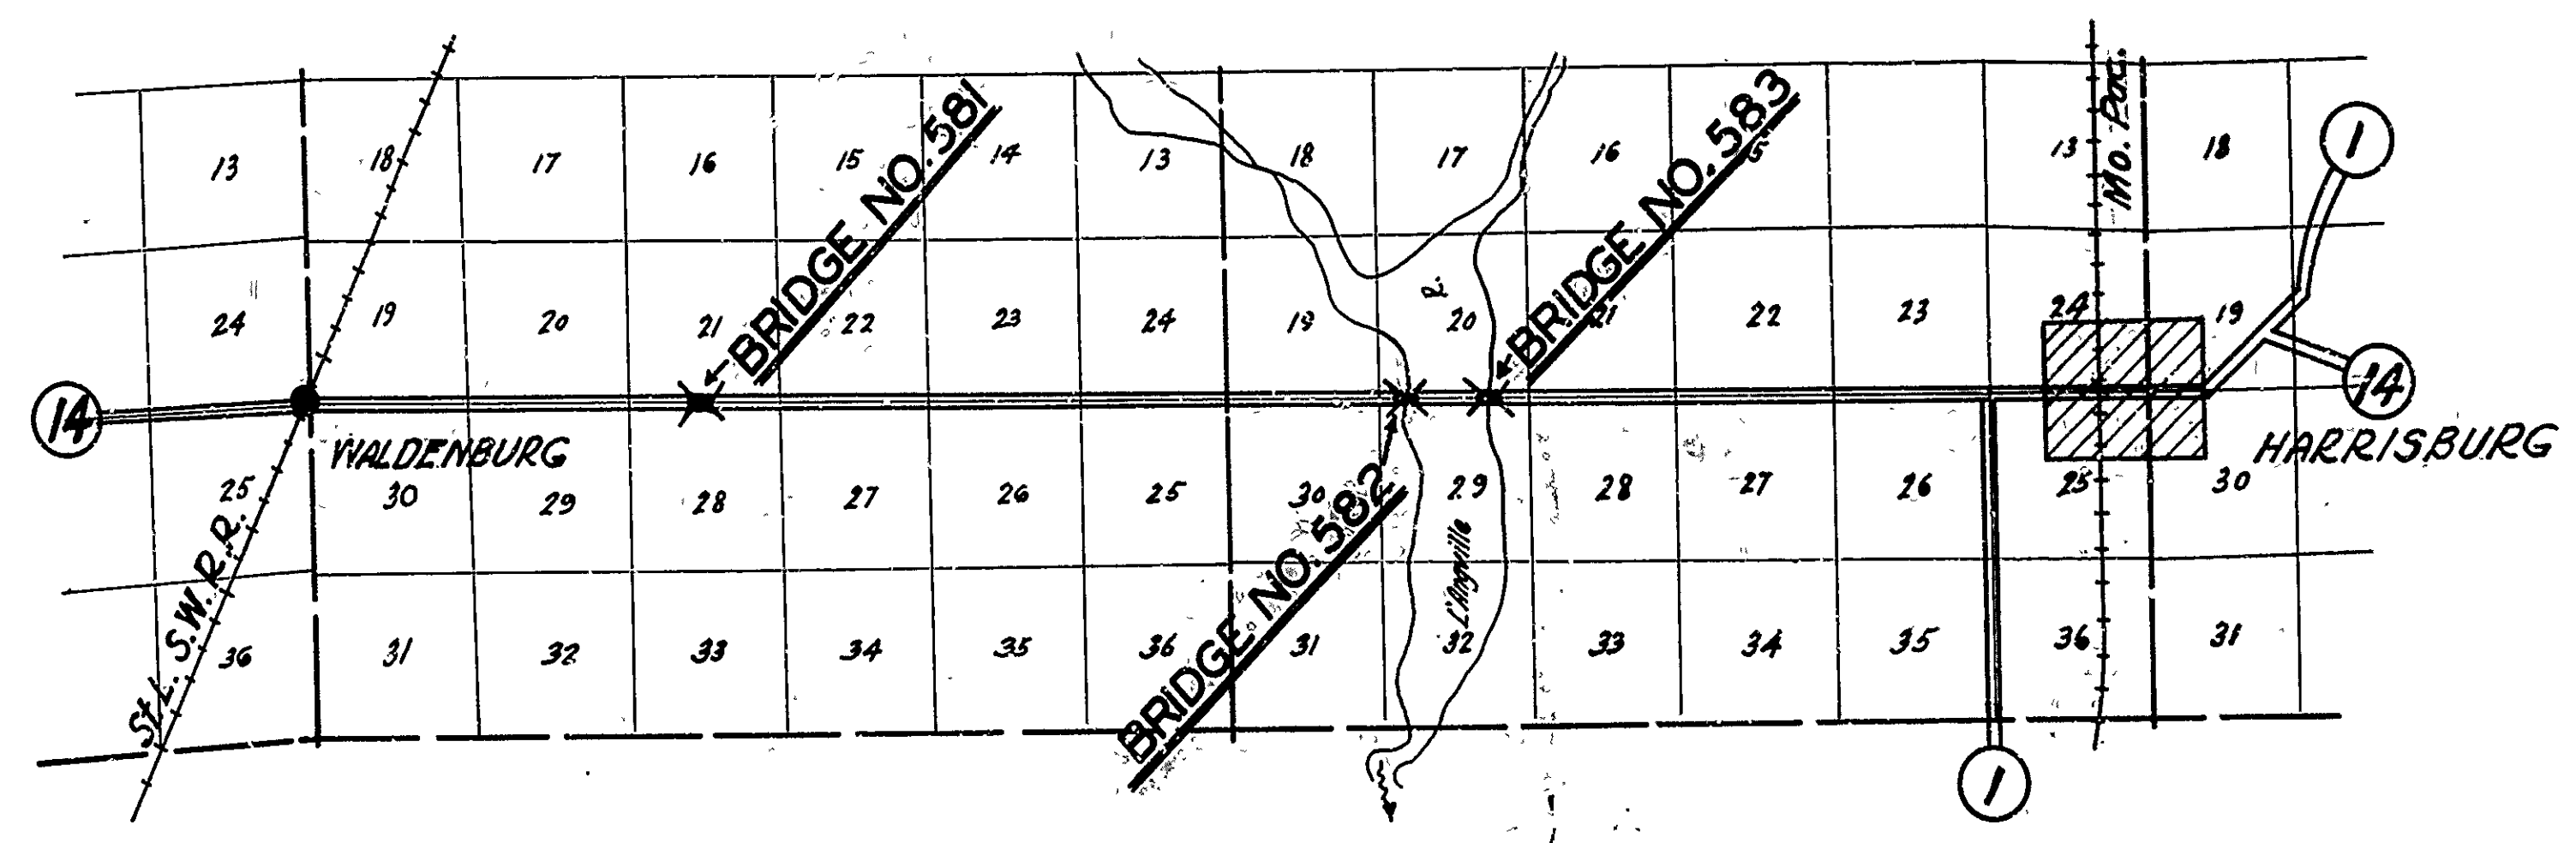 Mo. Pac.
1
BRIDGE NO. 581
BRIDGE NO. 583
13 18 17 16 15 14 13 18 17 16 15 13 18
24 19 20 21 22 23 24 19 R. 20 21 22 23 24 19
14
14
WALDENBURG
HARRISBURG
25 30 29 28 27 26 25 30 29 28 27 26 25 30
BRIDGE NO. 582
L'Anguille
St. L. S.W. R.R.
36 31 32 33 34 35 36 31 32 33 34 35 36 31
1